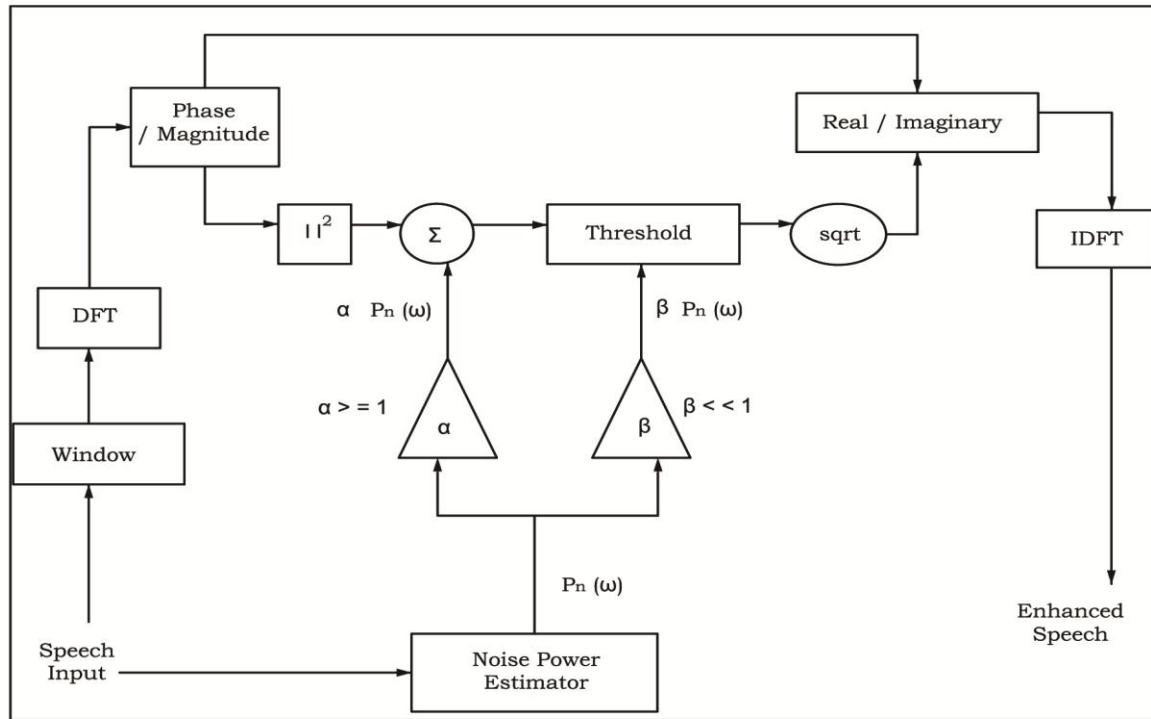 Phase
/ Magnitude
Real / Imaginary
| |²
Σ
Threshold
sqrt
IDFT
DFT
α Pn (ω)
β Pn (ω)
α > = 1
α
β
β < < 1
Window
Pn (ω)
Speech
Input
Noise Power
Estimator
Enhanced
Speech